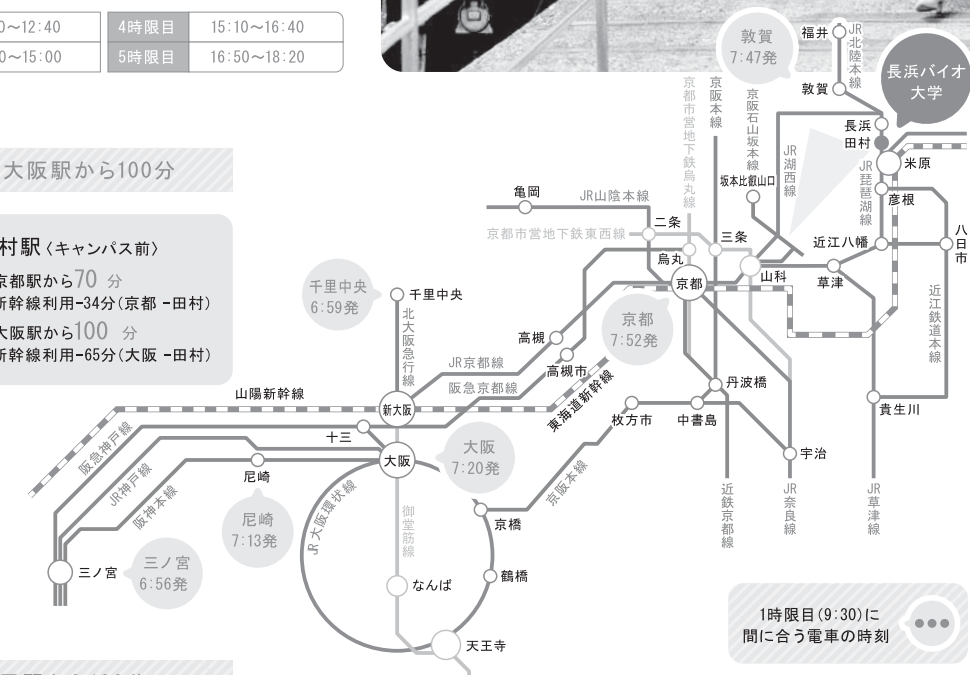 0～12:40
4時限目
15:10～16:40
0～15:00
5時限目
16:50～18:20
大阪駅から100分
村駅〈キャンパス前〉
京都駅から70 分
新幹線利用-34分(京都 -田村)
大阪駅から100 分
新幹線利用-65分(大阪 -田村)
敦賀
7:47発
福井
JR北陸本線
長浜バイオ
大学
敦賀
長浜
田村
米原
JR琵琶湖線
彦根
八日市
近江八幡
近江鉄道本線
草津
貴生川
JR草津線
京都市営地下鉄烏丸線
京阪本線
京阪石山坂本線
坂本比叡山口
JR湖西線
亀岡
JR山陰本線
二条
京都市営地下鉄東西線
三条
烏丸
山科
京都
京都
7:52発
千里中央
6:59発
千里中央
北大阪急行線
高槻
JR京都線
高槻市
阪急京都線
東海道新幹線
丹波橋
枚方市
中書島
宇治
近鉄京都線
JR奈良線
山陽新幹線
新大阪
十三
阪急神戸線
JR神戸線
阪神本線
大阪
大阪
7:20発
尼崎
尼崎
7:13発
三ノ宮
三ノ宮
6:56発
JR大阪環状線
御堂筋線
京阪本線
京橋
鶴橋
なんば
天王寺
1時限目(9:30)に
間に合う電車の時刻